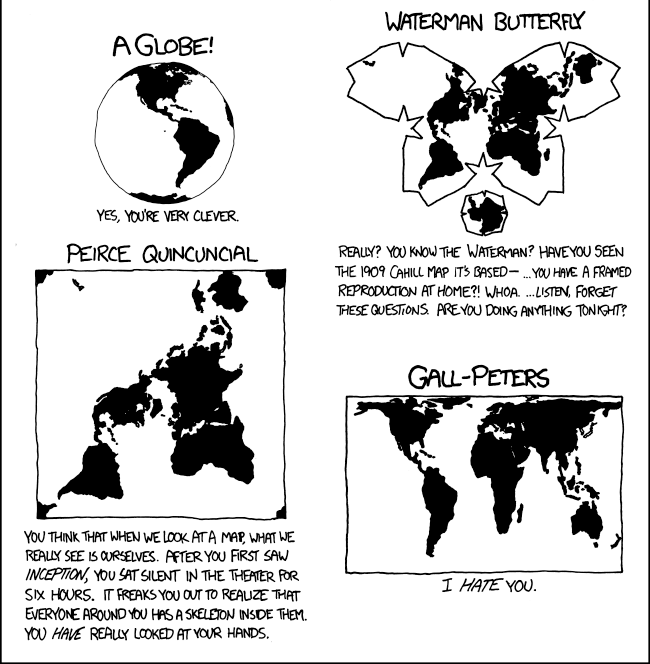 A GLOBE!
YES, YOU'RE VERY CLEVER.
WATERMAN BUTTERFLY
REALLY? YOU KNOW THE WATERMAN? HAVE YOU SEEN
THE 1909 CAHILL MAP IT'S BASED— ...YOU HAVE A FRAMED
REPRODUCTION AT HOME?! WHOA. ...LISTEN, FORGET
THESE QUESTIONS. ARE YOU DOING ANYTHING TONIGHT?
PEIRCE QUINCUNCIAL
YOU THINK THAT WHEN WE LOOK AT A MAP, WHAT WE
REALLY SEE IS OURSELVES. AFTER YOU FIRST SAW
INCEPTION, YOU SAT SILENT IN THE THEATER FOR
SIX HOURS. IT FREAKS YOU OUT TO REALIZE THAT
EVERYONE AROUND YOU HAS A SKELETON INSIDE THEM.
YOU HAVE REALLY LOOKED AT YOUR HANDS.
GALL-PETERS
I HATE YOU.